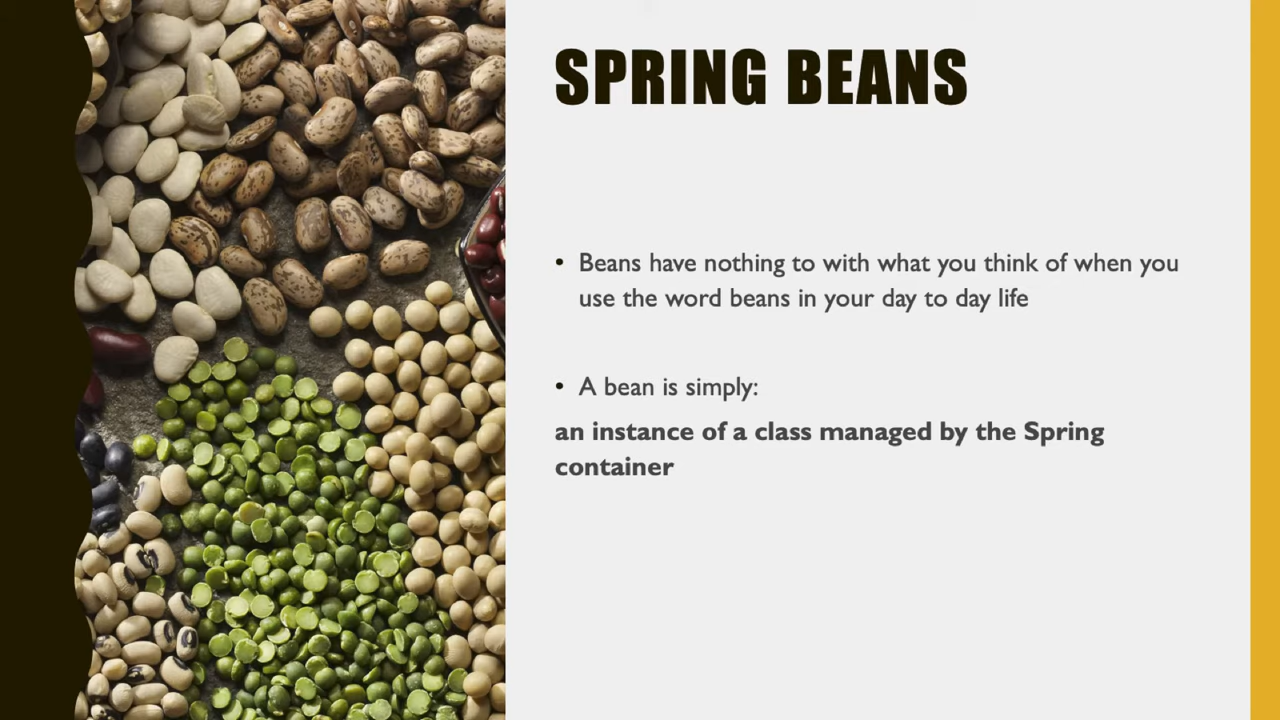 SPRING BEANS
• Beans have nothing to with what you think of when you
use the word beans in your day to day life
• A bean is simply:
an instance of a class managed by the Spring
container